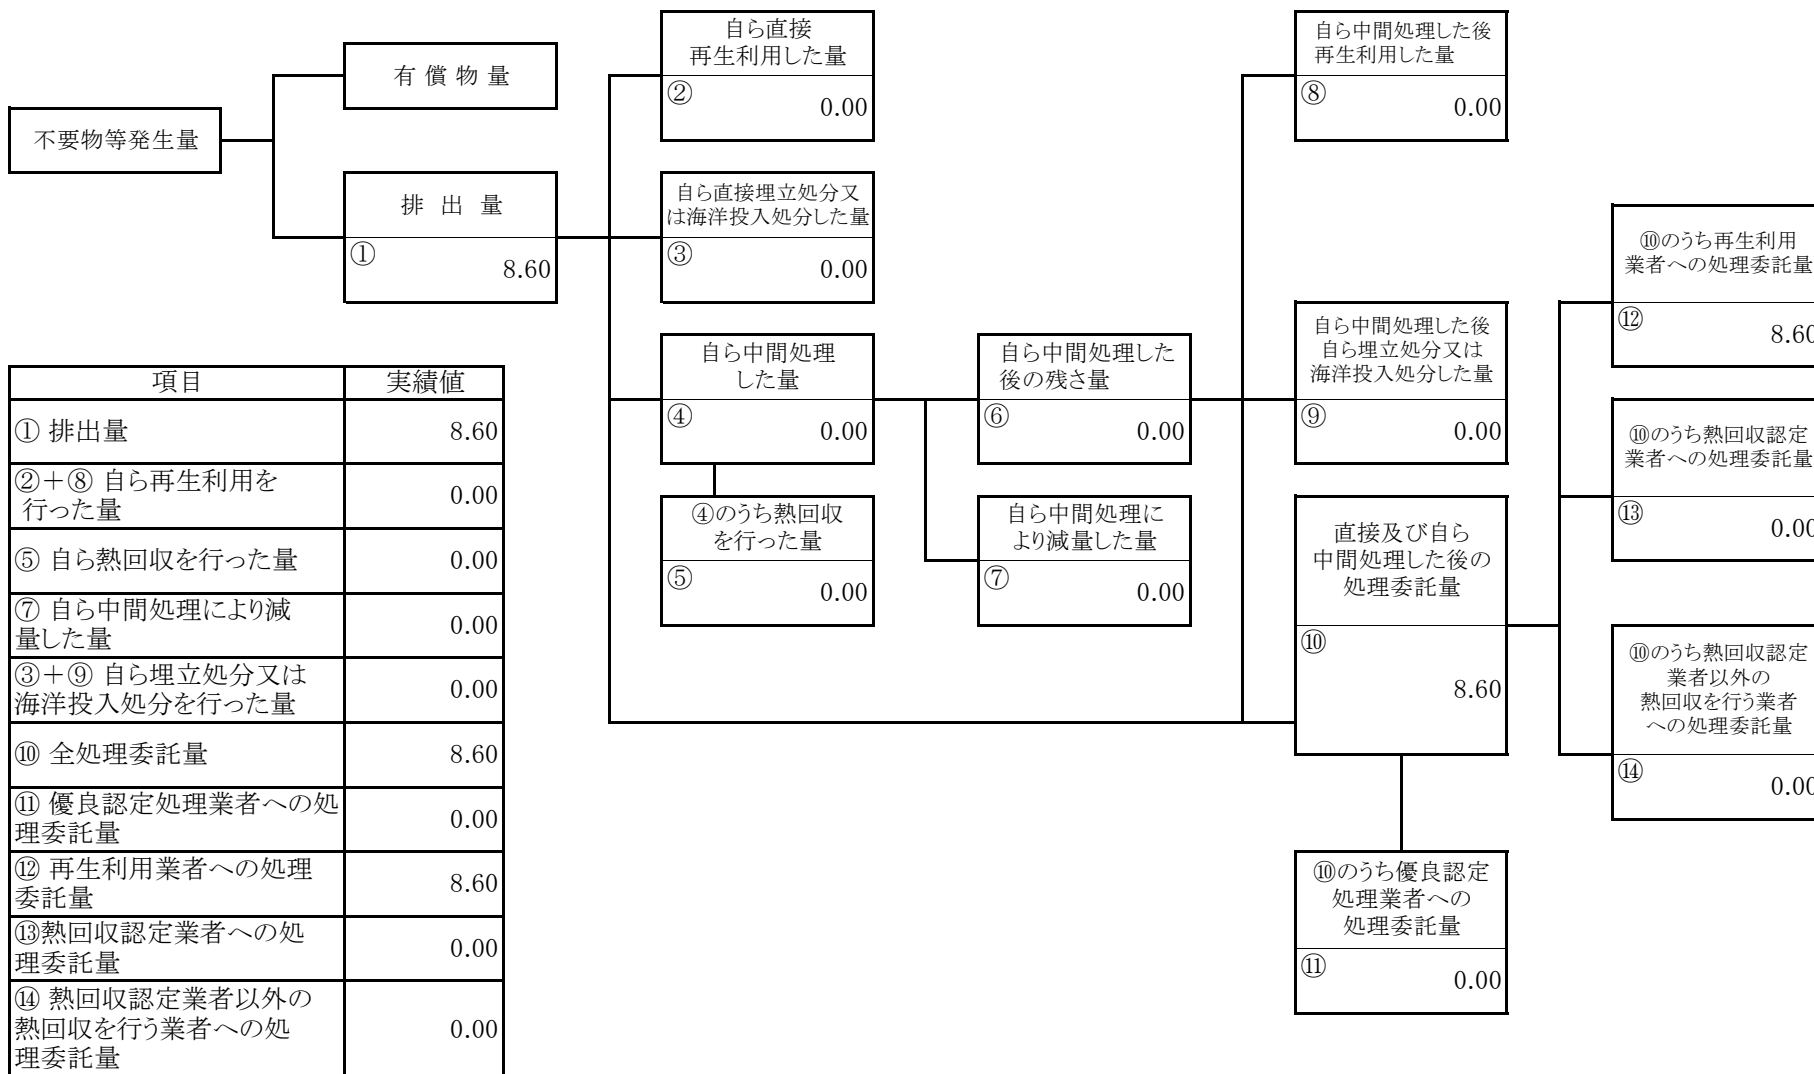 不要物等発生量
有償物量
排出量
① 8.60
自ら直接
再生利用した量
② 0.00
自ら直接埋立処分又
は海洋投入処分した量
③ 0.00
自ら中間処理
した量
④ 0.00
④のうち熱回収
を行った量
⑤ 0.00
自ら中間処理した
後の残さ量
⑥ 0.00
自ら中間処理に
より減量した量
⑦ 0.00
自ら中間処理した後
再生利用した量
⑧ 0.00
自ら中間処理した後
自ら埋立処分又は
海洋投入処分した量
⑨ 0.00
直接及び自ら
中間処理した後の
処理委託量
⑩
8.60
⑩のうち優良認定
処理業者への
処理委託量
⑪ 0.00
⑩のうち再生利用
業者への処理委託量
⑫ 8.60
⑩のうち熱回収認定
業者への処理委託量
⑬ 0.00
⑩のうち熱回収認定
業者以外の
熱回収を行う業者
への処理委託量
⑭ 0.00
項目 実績値
① 排出量 8.60
②+⑧ 自ら再生利用を
行った量 0.00
⑤ 自ら熱回収を行った量 0.00
⑦ 自ら中間処理により減
量した量 0.00
③+⑨ 自ら埋立処分又は
海洋投入処分を行った量 0.00
⑩ 全処理委託量 8.60
⑪ 優良認定処理業者への処
理委託量 0.00
⑫ 再生利用業者への処理
委託量 8.60
⑬熱回収認定業者への処
理委託量 0.00
⑭ 熱回収認定業者以外の
熱回収を行う業者への処
理委託量 0.00